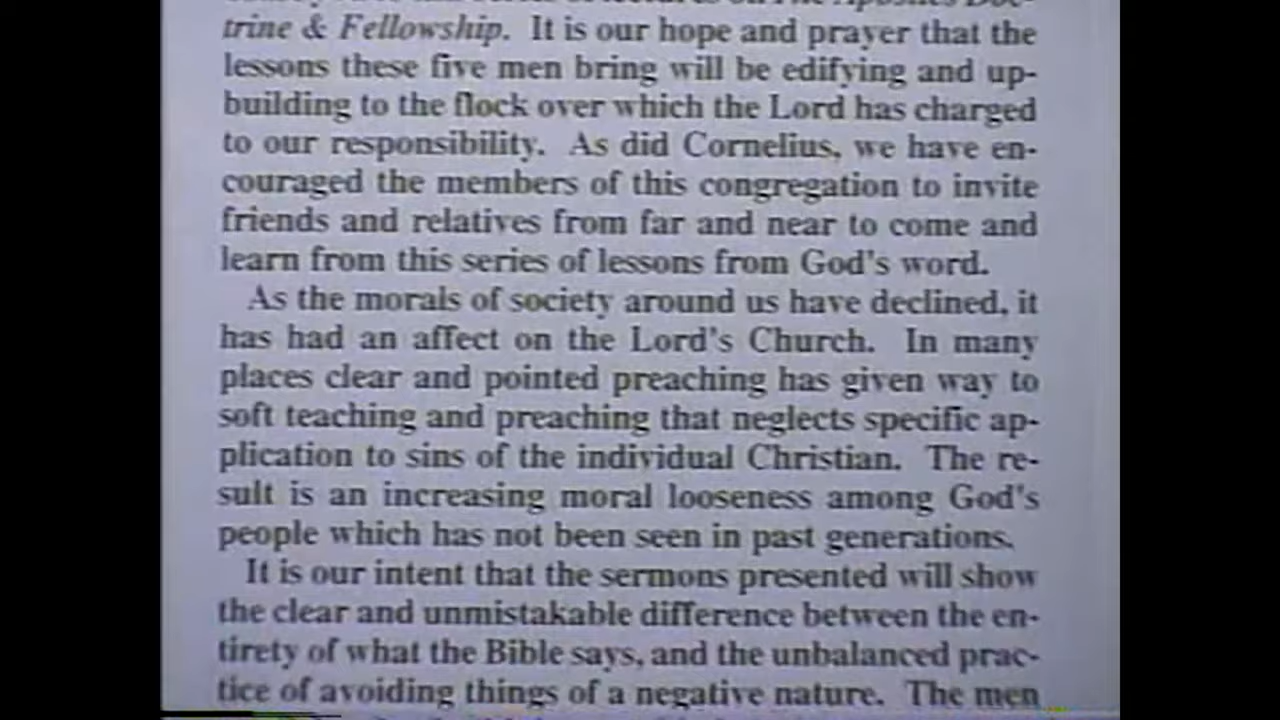 trine & Fellowship. It is our hope and prayer that the
lessons these five men bring will be edifying and up-
building to the flock over which the Lord has charged
to our responsibility. As did Cornelius, we have en-
couraged the members of this congregation to invite
friends and relatives from far and near to come and
learn from this series of lessons from God's word.
As the morals of society around us have declined, it
has had an affect on the Lord's Church. In many
places clear and pointed preaching has given way to
soft teaching and preaching that neglects specific ap-
plication to sins of the individual Christian. The re-
sult is an increasing moral looseness among God's
people which has not been seen in past generations.
It is our intent that the sermons presented will show
the clear and unmistakable difference between the en-
tirety of what the Bible says, and the unbalanced prac-
tice of avoiding things of a negative nature. The men